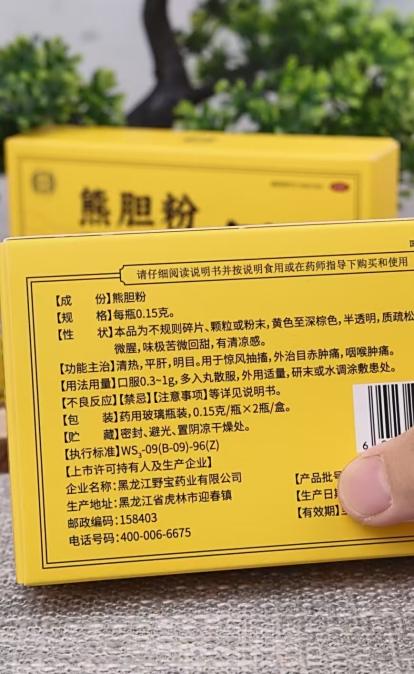 熊胆粉
请仔细阅读说明书并按说明食用或在药师指导下购买和使用
【成 份】熊胆粉
【规 格】每瓶0.15克。
【性 状】本品为不规则碎片、颗粒或粉末，黄色至深棕色，半透明，质疏松
微腥，味极苦微回甜，有清凉感。
【功能主治】清热，平肝，明目。用于惊风抽搐，外治目赤肿痛，咽喉肿痛。
【用法用量】口服0.3~1g，多入丸散服，外用适量，研末或水调涂敷患处。
【不良反应】【禁忌】【注意事项】等详见说明书。
【包 装】药用玻璃瓶装，0.15克/瓶×2瓶/盒。
【贮 藏】密封、避光、置阴凉干燥处。
【执行标准】WS3-09(B-09)-96(Z)
【上市许可持有人及生产企业】
企业名称：黑龙江野宝药业有限公司
生产地址：黑龙江省虎林市迎春镇
邮政编码：158403
电话号码：400-006-6675
【产品批号
【生产日期
【有效期】
6